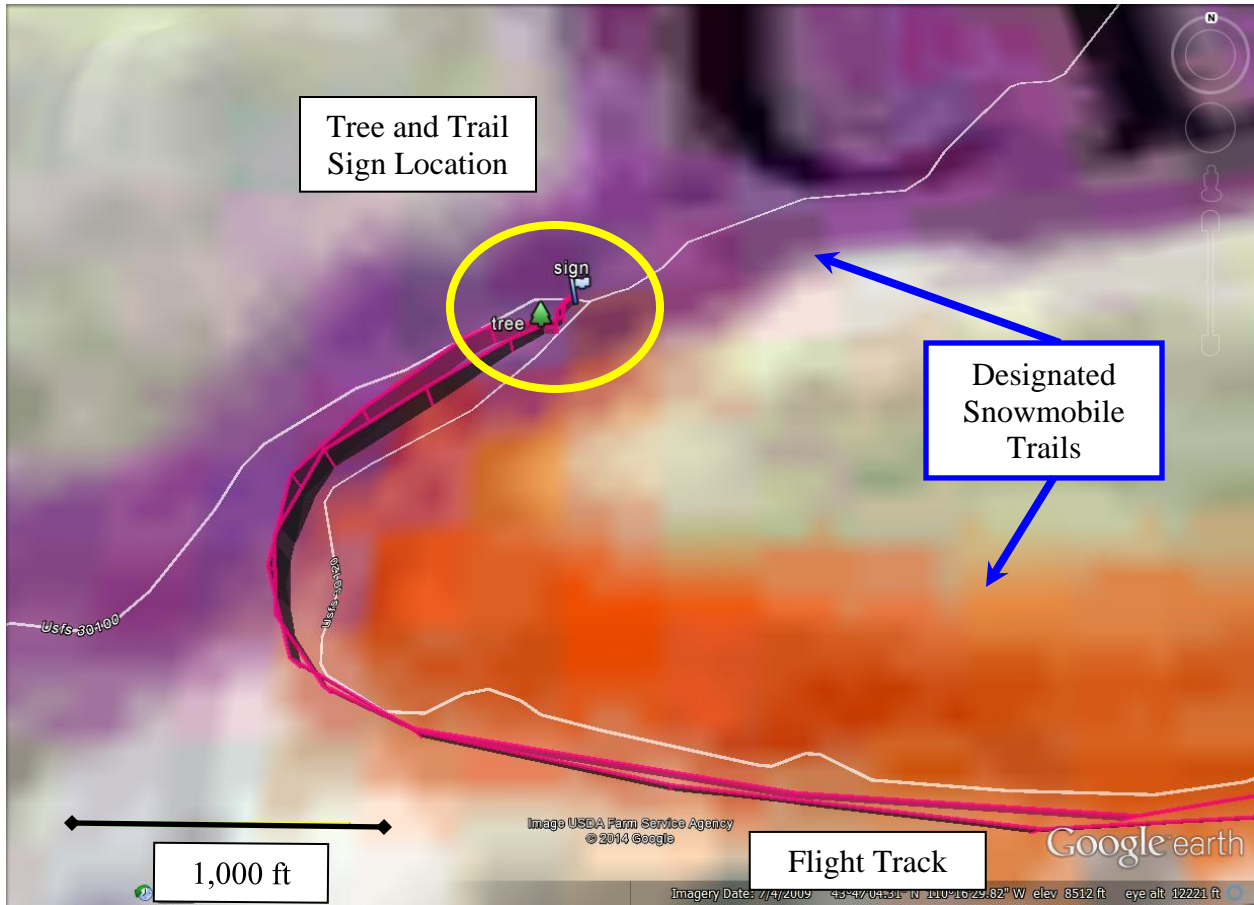 N
Tree and Trail
Sign Location
sign
tree
Designated
Snowmobile
Trails
Usfs 30100
Image USDA Farm Service Agency
© 2014 Google
Google earth
1,000 ft
Flight Track
Imagery Date: 7/4/2009 43°47'04.31" N 110°16'29.82" W elev 8512 ft eye alt 12221 ft